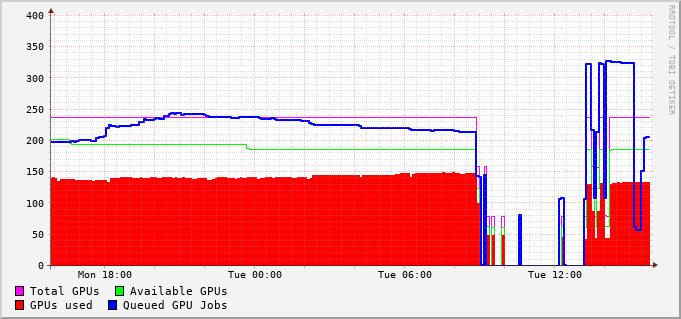 400
350
300
250
200
150
100
50
0
Mon 18:00 Tue 00:00 Tue 06:00 Tue 12:00
Total GPUs Available GPUs
GPUs used Queued GPU Jobs
RRDTOOL / TOBI OETIKER